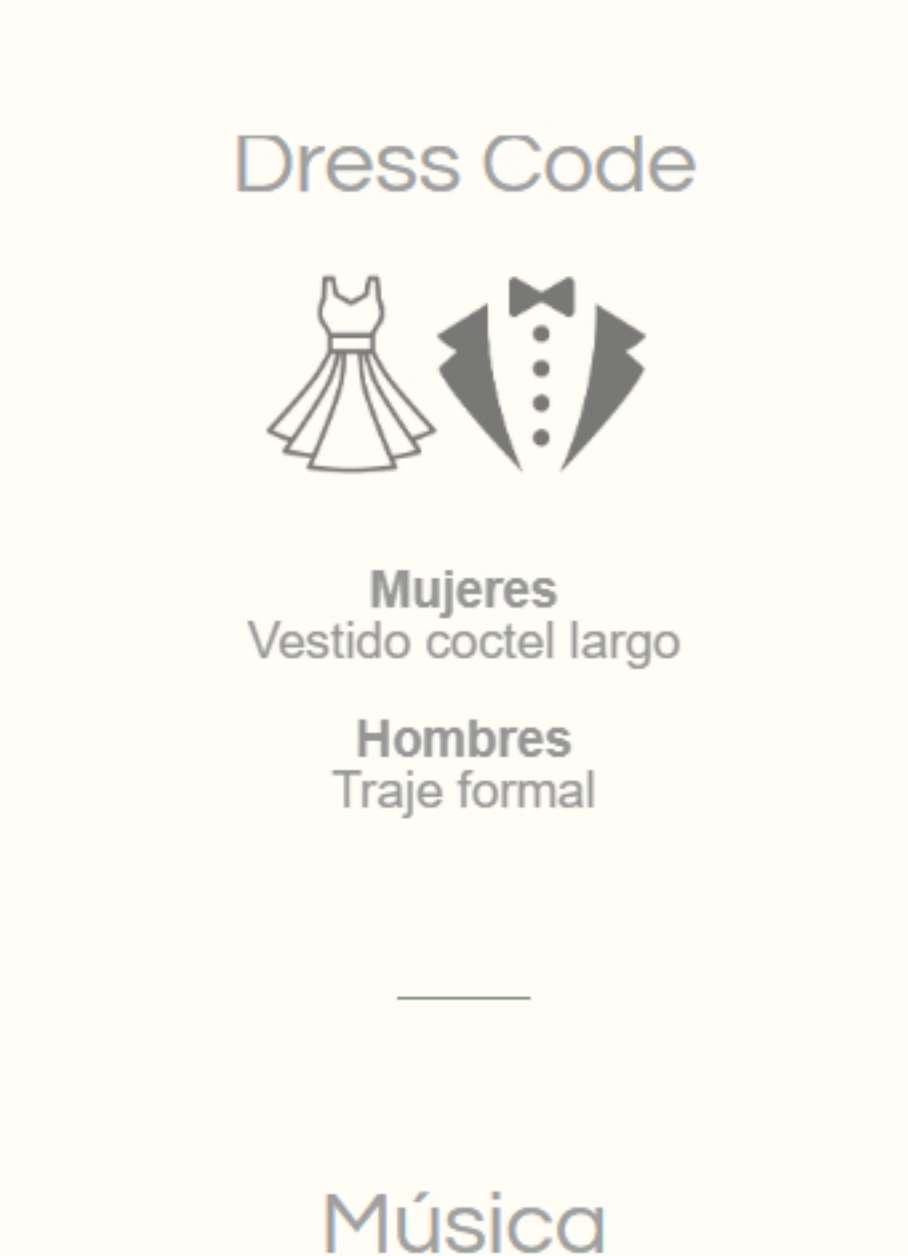 Dress Code
Mujeres
Vestido coctel largo
Hombres
Traje formal
Música